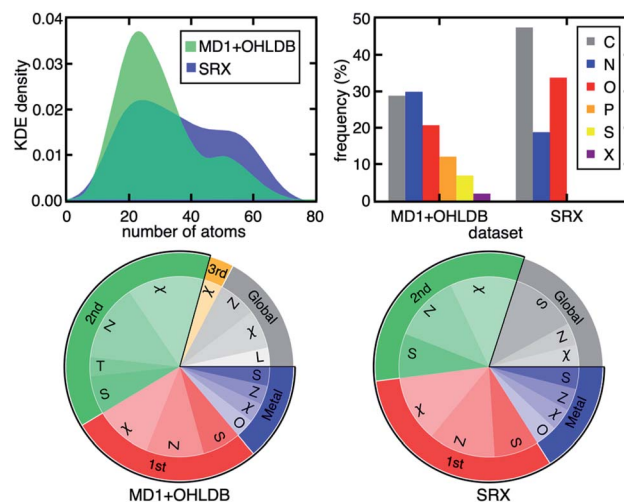 0.04
0.03
0.02
0.01
0.00
KDE density
0 20 40 60 80
number of atoms
MD1+OHLDB
SRX
50
40
30
20
10
0
frequency (%)
MD1+OHLDB SRX
dataset
C
N
O
P
S
X
2nd
3rd
Global
Metal
1st
χ
Z
T
S
χ
Z
S
O
χ
Z
S
L
χ
Z
χ
MD1+OHLDB
2nd
Global
Metal
1st
χ
Z
S
χ
Z
S
O
χ
Z
S
χ
Z
S
SRX